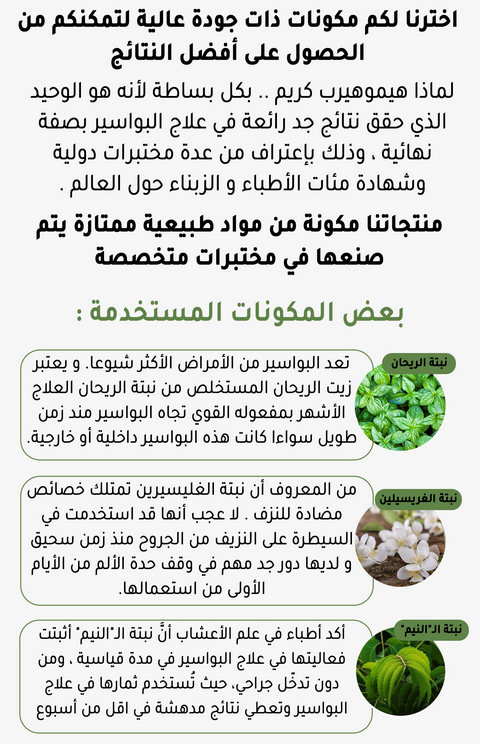 اخترنا لكم مكونات ذات جودة عالية لتمكنكم من
الحصول على أفضل النتائج
لماذا هيموهيرب كريم .. بكل بساطة لأنه هو الوحيد
الذي حقق نتائج جد رائعة في علاج البواسير بصفة
نهائية ، وذلك بإعتراف من عدة مختبرات دولية
وشهادة مئات الأطباء و الزبناء حول العالم .
منتجاتنا مكونة من مواد طبيعية ممتازة يتم
صنعها في مختبرات متخصصة
بعض المكونات المستخدمة :
نبتة الريحان
تعد البواسير من الأمراض الأكثر شيوعا. و يعتبر
زيت الريحان المستخلص من نبتة الريحان العلاج
الأشهر بمفعوله القوي تجاه البواسير مند زمن
طويل سواءا كانت هذه البواسير داخلية أو خارجية.
نبتة الغريسيلين
من المعروف أن نبتة الغليسيرين تمتلك خصائص
مضادة للنزف . لا عجب أنها قد استخدمت في
السيطرة على النزيف من الجروح منذ زمن سحيق
و لديها دور جد مهم في وقف حدة الألم من الأيام
الأولى من استعمالها.
نبتة الـ"النيم"
أكد أطباء في علم الأعشاب أنَّ نبتة الـ"النيم" أثبتت
فعاليتها في علاج البواسير في مدة قياسية ، ومن
دون تدخّل جراحي، حيث تُستخدم ثمارها في علاج
البواسير وتعطي نتائج مدهشة في اقل من أسبوع